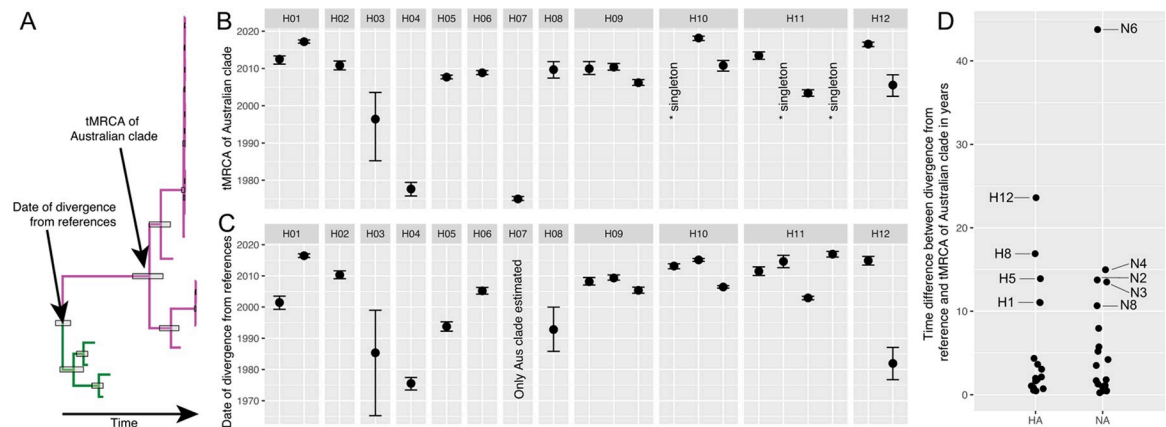 A
tMRCA of
Australian clade
Date of divergence
from references
Time
B
tMRCA of Australian clade
H01 H02 H03 H04 H05 H06 H07 H08 H09 H10 H11 H12
2020
2010
2000
1990
1980
* singleton
* singleton
* singleton
C
Date of divergence from references
H01 H02 H03 H04 H05 H06 H07 H08 H09 H10 H11 H12
2020
2010
2000
1990
1980
1970
Only Aus clade estimated
D
Time difference between divergence from
reference and tMRCA of Australian clade in years
40
30
20
10
0
N6
H12
H8
H5
H1
N4
N2
N3
N8
HA NA